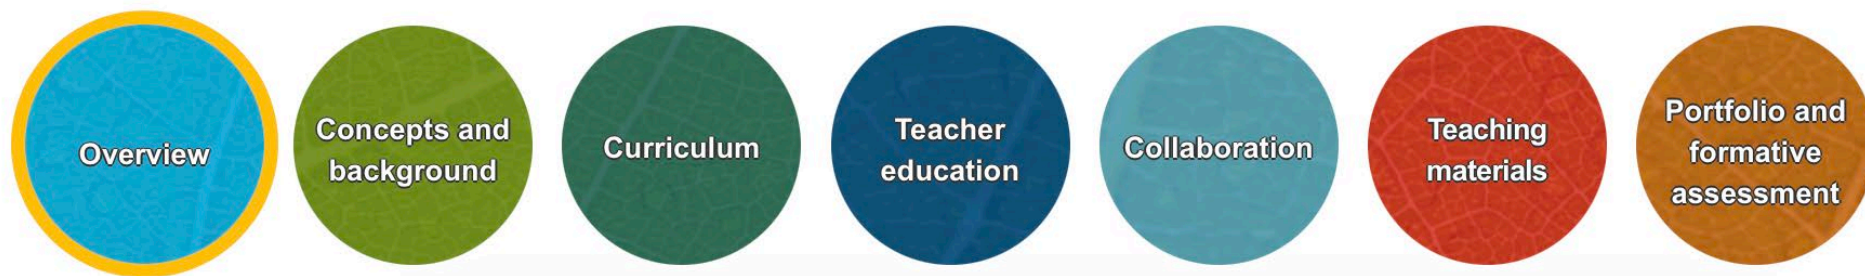 Overview
Concepts and
background
Curriculum
Teacher
education
Collaboration
Teaching
materials
Portfolio and
formative
assessment